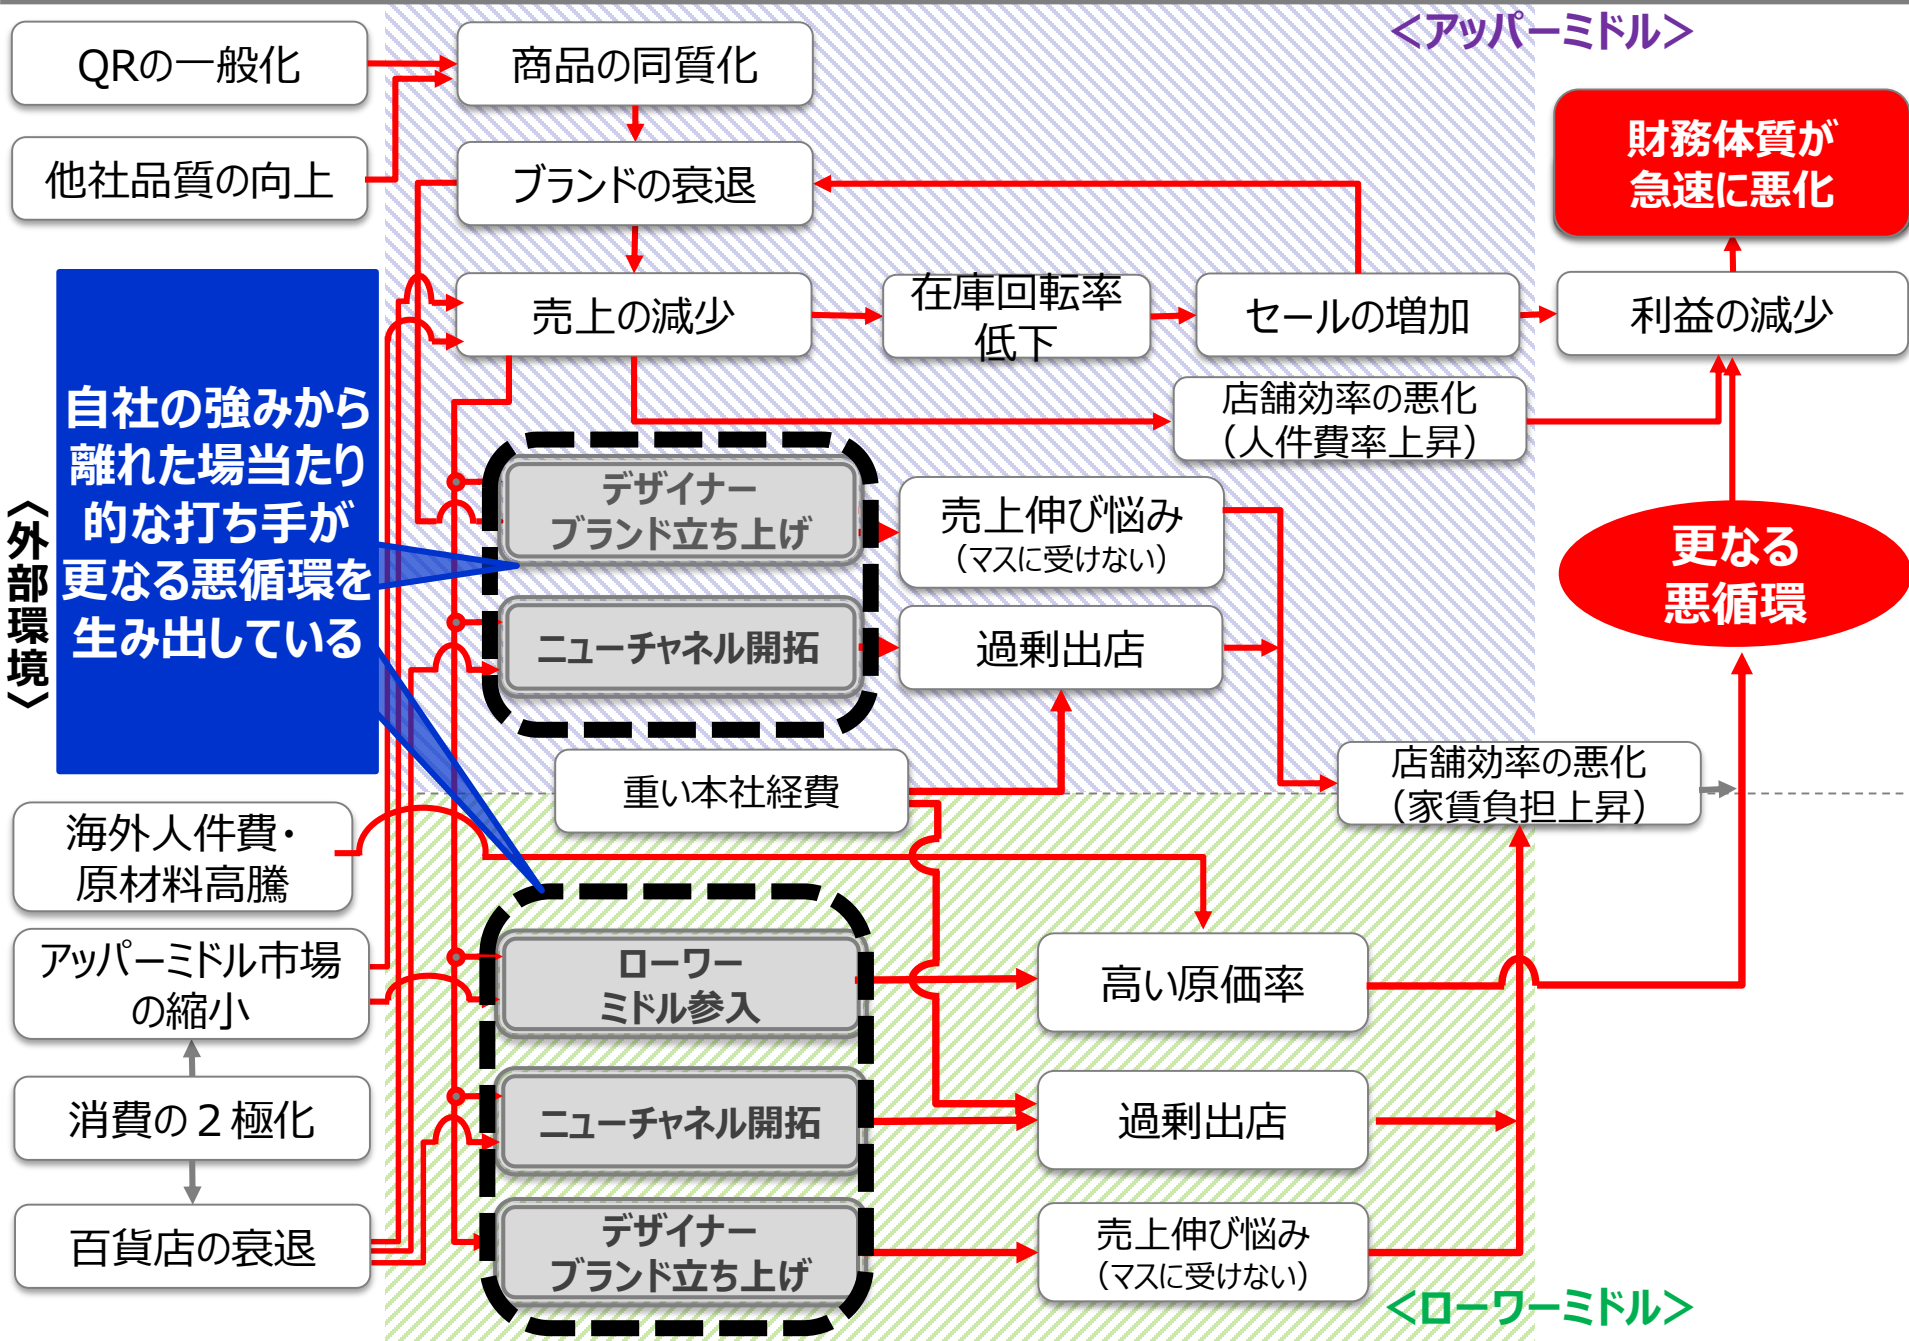 ＜アッパーミドル＞
QRの一般化
商品の同質化
他社品質の向上
ブランドの衰退
財務体質が
急速に悪化
売上の減少
在庫回転率
低下
セールの増加
利益の減少
店舗効率の悪化
（人件費率上昇）
〈外部環境〉
自社の強みから
離れた場当たり
的な打ち手が
更なる悪循環を
生み出している
デザイナー
ブランド立ち上げ
売上伸び悩み
（マスに受けない）
更なる
悪循環
ニューチャネル開拓
過剰出店
重い本社経費
店舗効率の悪化
（家賃負担上昇）
海外人件費・
原材料高騰
アッパーミドル市場
の縮小
ローワー
ミドル参入
高い原価率
消費の２極化
ニューチャネル開拓
過剰出店
百貨店の衰退
デザイナー
ブランド立ち上げ
売上伸び悩み
（マスに受けない）
＜ローワーミドル＞